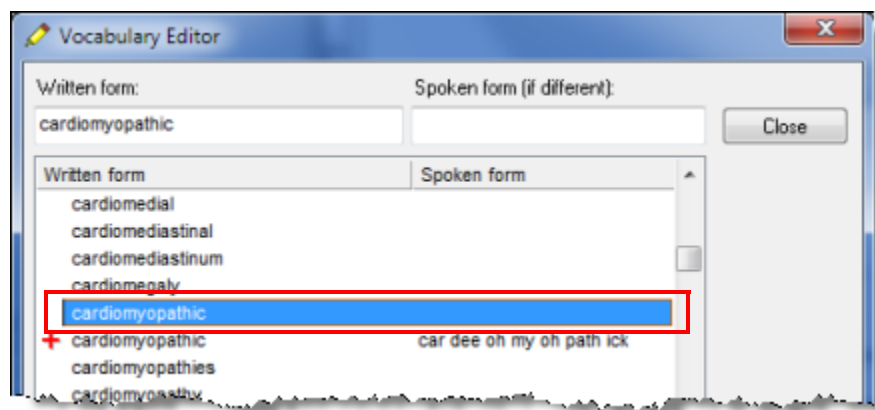 Vocabulary Editor
Written form: Spoken form (if different):
cardiomyopathic
Close
Written form Spoken form
cardiomedial
cardiomediastinal
cardiomediastinum
cardiomegaly
cardiomyopathic
+ cardiomyopathic car dee oh my oh path ick
cardiomyopathies
cardiomyopathy